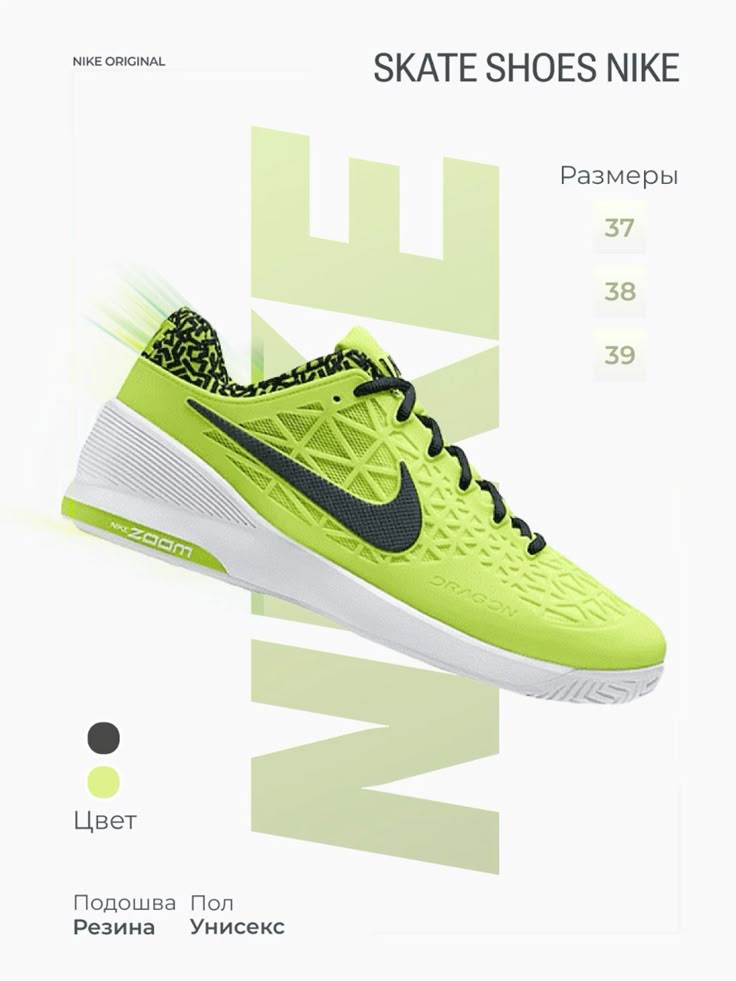 NIKE ORIGINAL
SKATE SHOES NIKE
NIKE
Размеры
37
38
39
NIKE ZOOM
DRAGON
Цвет
Подошва Пол
Резина Унисекс